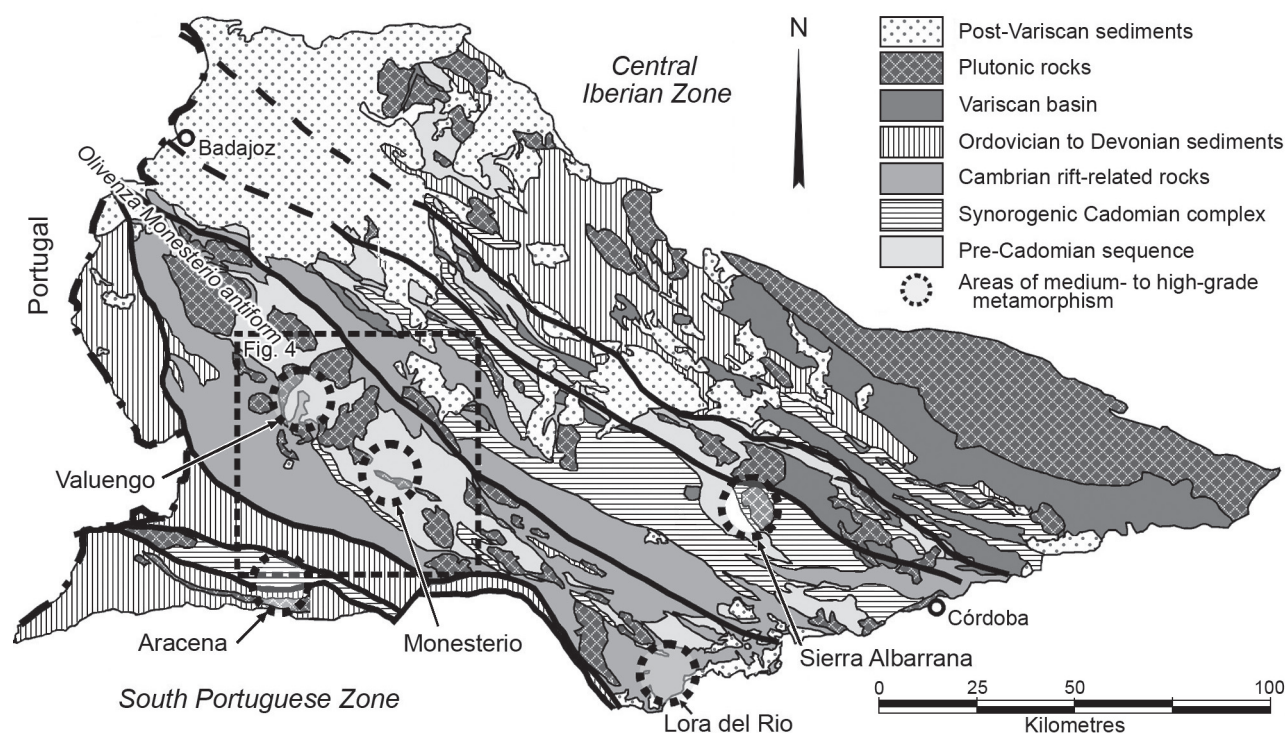 Central
Iberian Zone
N
Post-Variscan sediments
Plutonic rocks
Variscan basin
Ordovician to Devonian sediments
Cambrian rift-related rocks
Synorogenic Cadomian complex
Pre-Cadomian sequence
Areas of medium- to high-grade
metamorphism
Badajoz
Olivenza Monesterio antiform
Portugal
Fig. 4
Valuengo
Aracena
Monesterio
Córdoba
Sierra Albarrana
South Portuguese Zone
Lora del Rio
0 25 50 100
Kilometres